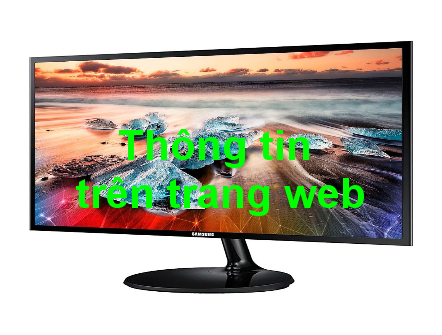 Thông tin
trên trang web
SAMSUNG